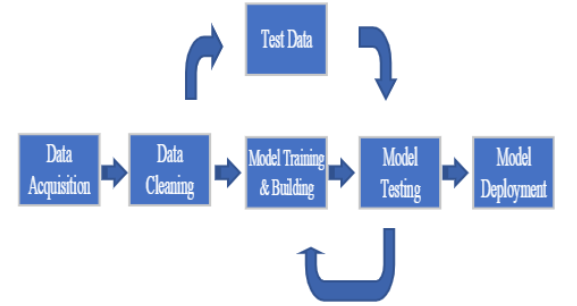 Test Data
Data
Acquisition
Data
Cleaning
Model Training
& Building
Model
Testing
Model
Deployment